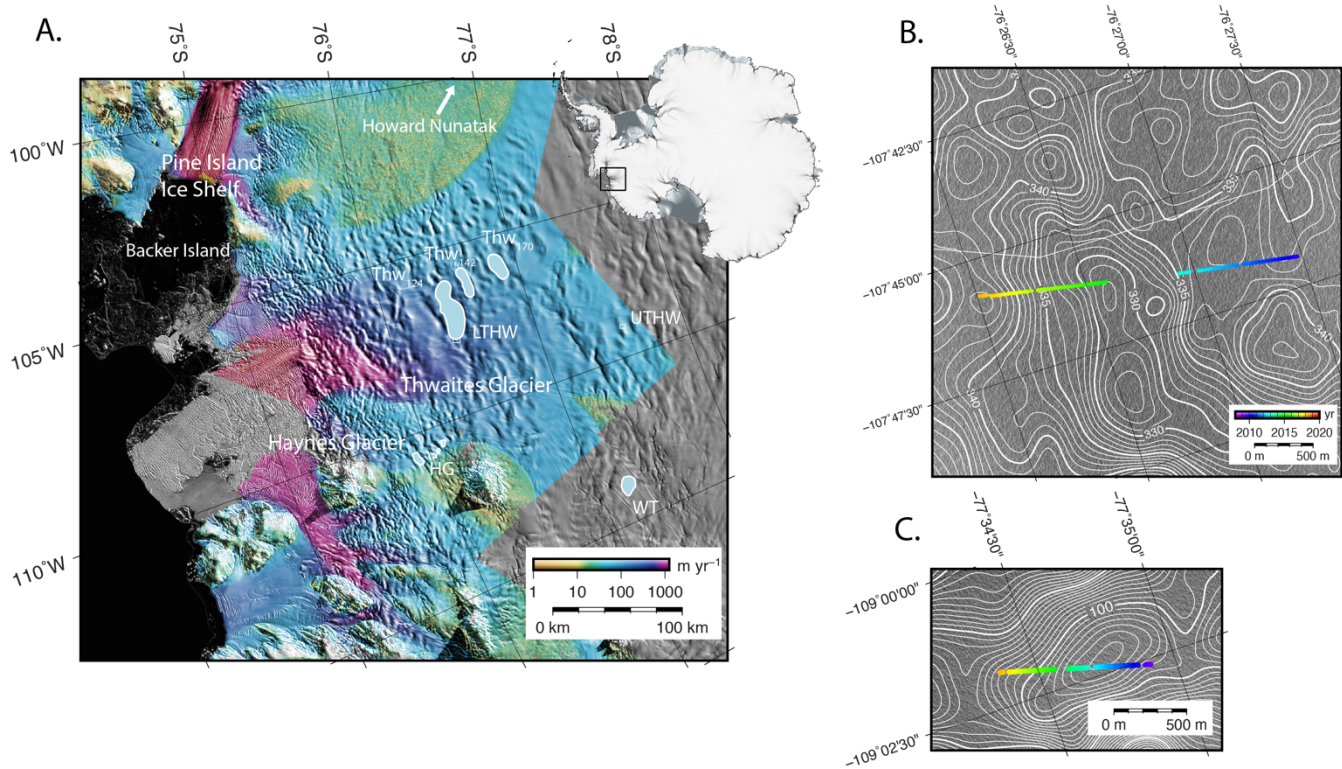 A.
75°S
76°S
77°S
78°S
100°W
105°W
110°W
Howard Nunatak
Pine Island
Ice Shelf
Backer Island
Thw 124
Thw 142
Thw 170
LTHW
UTHW
Thwaites Glacier
Haynes Glacier
HG
WT
m yr⁻¹
1 10 100 1000
0 km 100 km
B.
−76°26'30"
−76°27'00"
−76°27'30"
−107°42'30"
−107°45'00"
−107°47'30"
340
335
335
330
335
340
340
330
yr
2010 2015 2020
0 m 500 m
C.
−77°34'30"
−77°35'00"
−109°00'00"
−109°02'30"
100
0 m 500 m